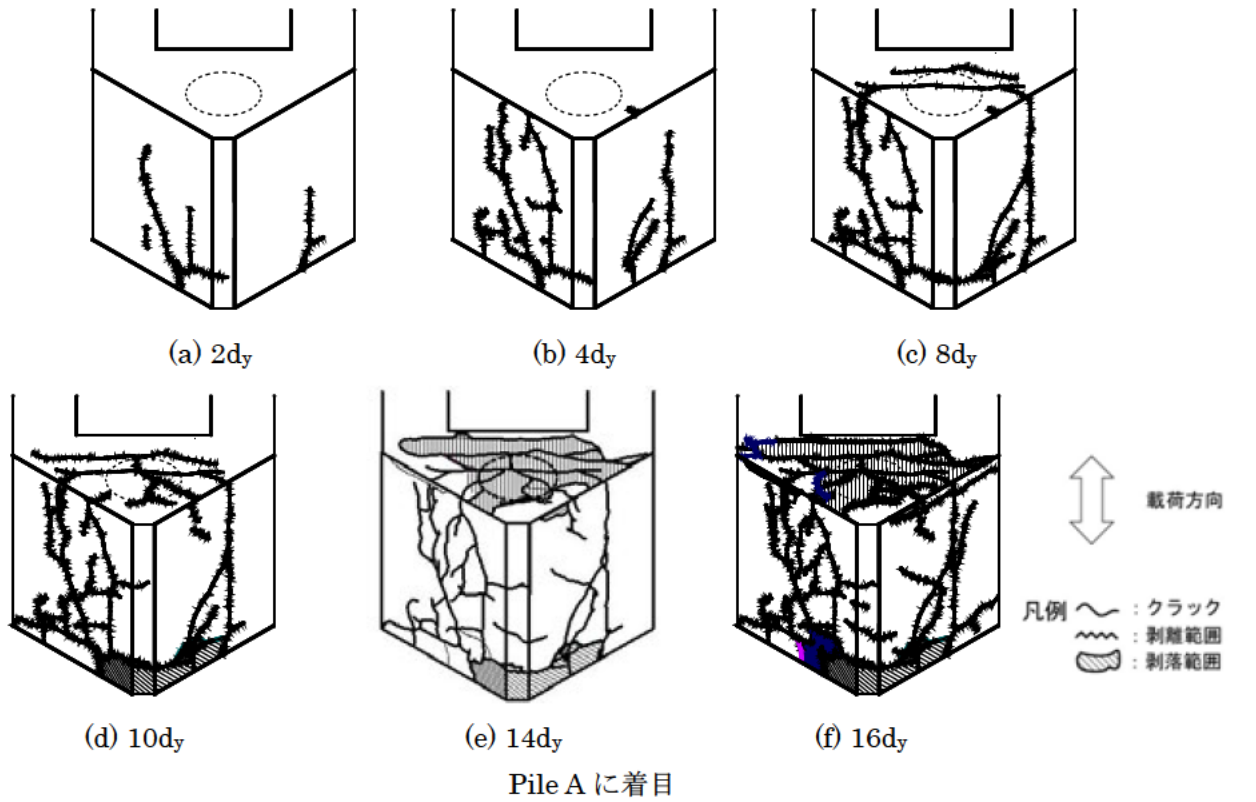 (a) 2dy
(b) 4dy
(c) 8dy
(d) 10dy
(e) 14dy
(f) 16dy
載荷方向
凡例 : クラック
: 剥離範囲
: 剥落範囲
Pile A に着目